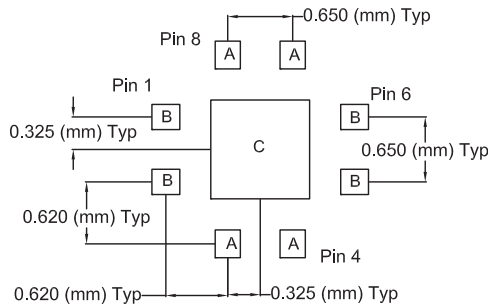 0.650 (mm) Typ
Pin 8
A A
Pin 1
Pin 6
B B
0.325 (mm) Typ
C
0.650 (mm) Typ
B B
0.620 (mm) Typ
A A
Pin 4
0.620 (mm) Typ 0.325 (mm) Typ